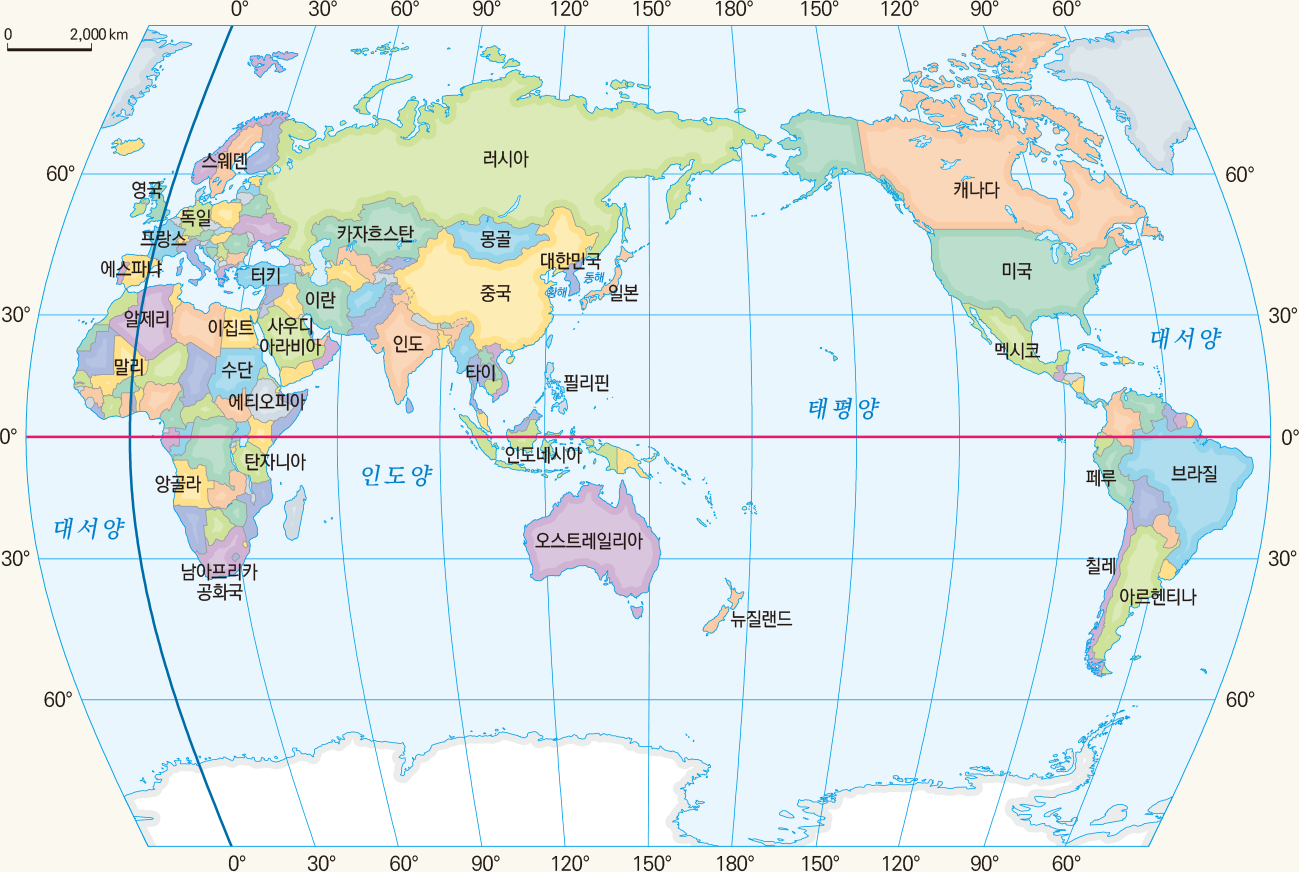 0° 30° 60° 90° 120° 150° 180° 150° 120° 90° 60°
0 2,000 km
러시아
스웨덴
60° 60°
영국
캐나다
독일
카자흐스탄
프랑스
몽골
대한민국
에스파냐
터키
미국
동해
황해
중국
일본
이란
30° 30°
알제리
이집트
사우디
아라비아
대서양
인도
멕시코
말리
수단
타이
필리핀
에티오피아
태평양
0° 0°
인도네시아
탄자니아
인도양
브라질
페루
앙골라
대서양
오스트레일리아
30° 30°
칠레
남아프리카
공화국
아르헨티나
뉴질랜드
60° 60°
0° 30° 60° 90° 120° 150° 180° 150° 120° 90° 60°